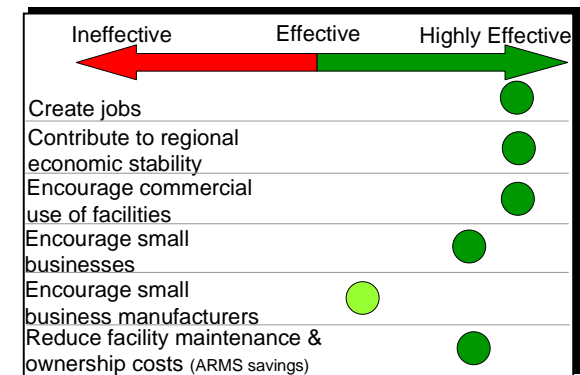 Ineffective Effective Highly Effective
Create jobs
Contribute to regional
economic stability
Encourage commercial
use of facilities
Encourage small
businesses
Encourage small
business manufacturers
Reduce facility maintenance &
ownership costs (ARMS savings)